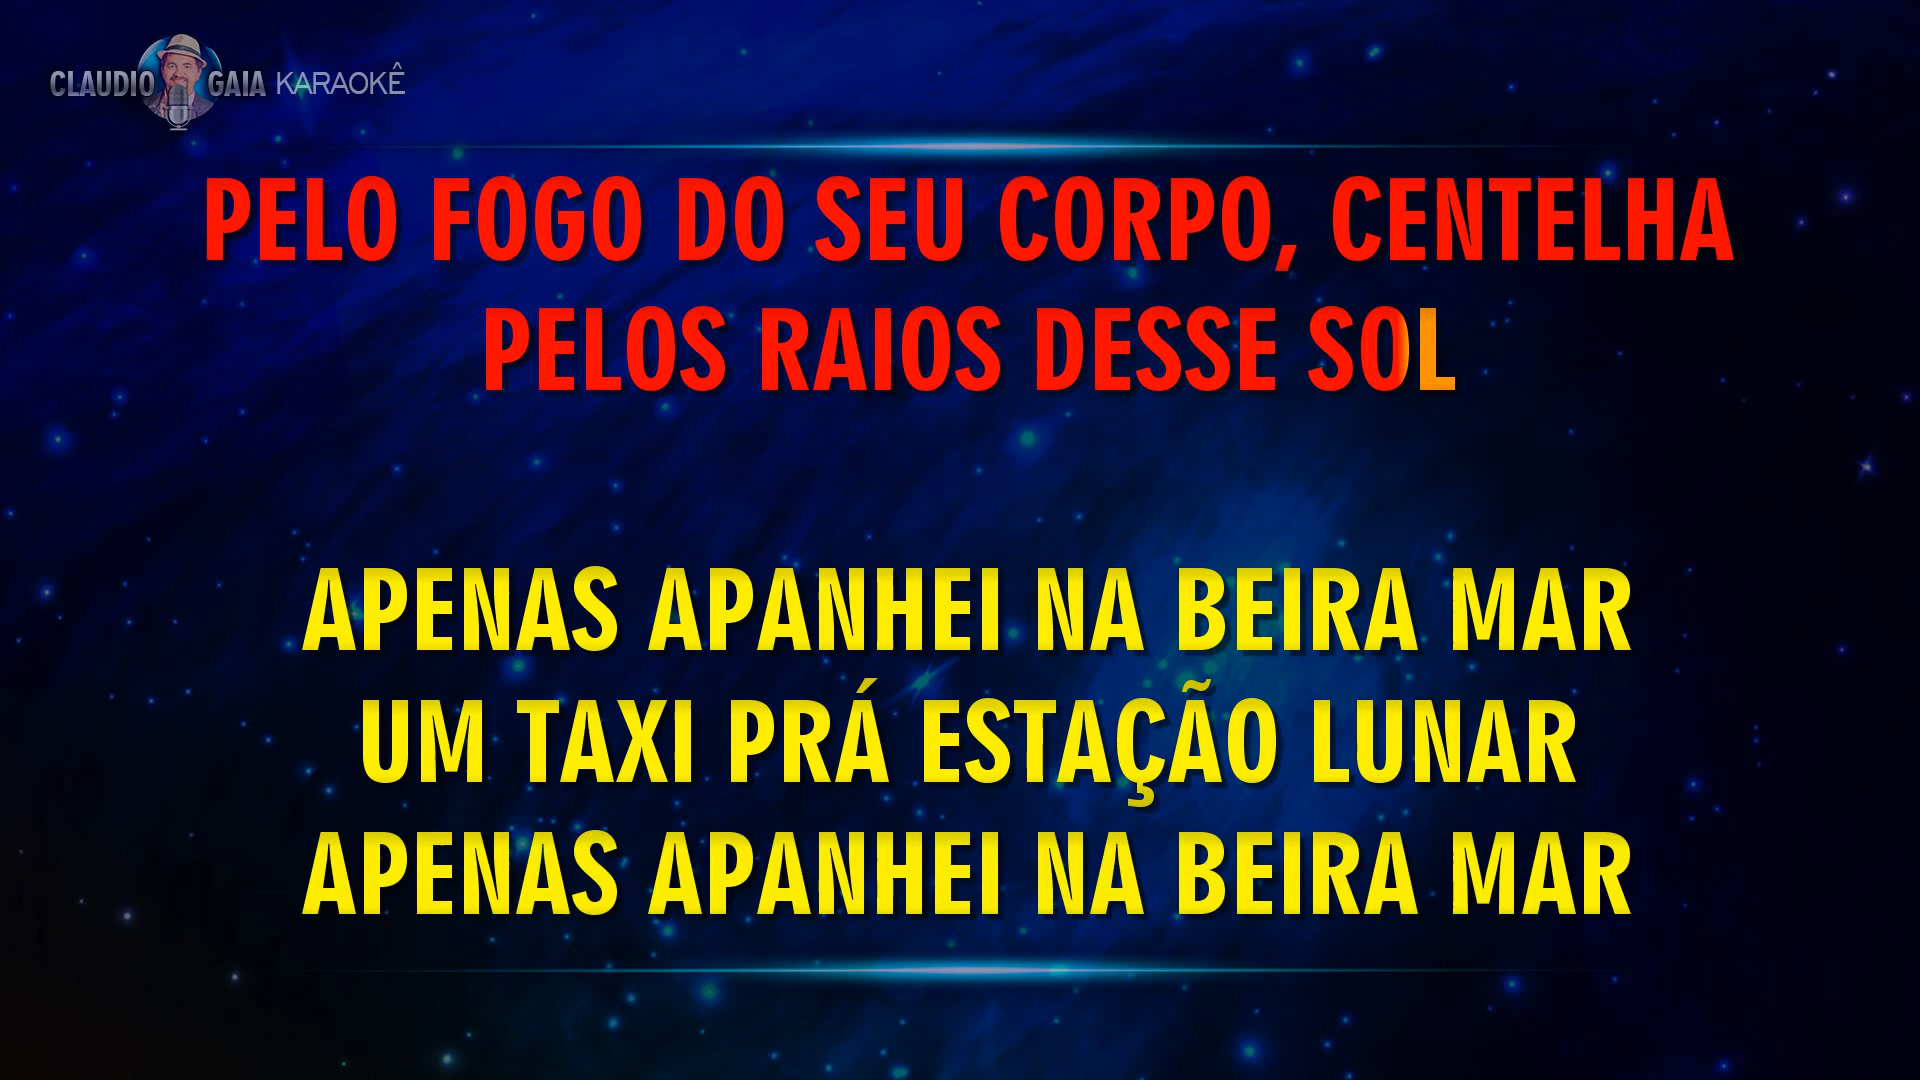 CLAUDIO GAIA KARAOKÊ
PELO FOGO DO SEU CORPO, CENTELHA
PELOS RAIOS DESSE SOL
APENAS APANHEI NA BEIRA MAR
UM TAXI PRÁ ESTAÇÃO LUNAR
APENAS APANHEI NA BEIRA MAR